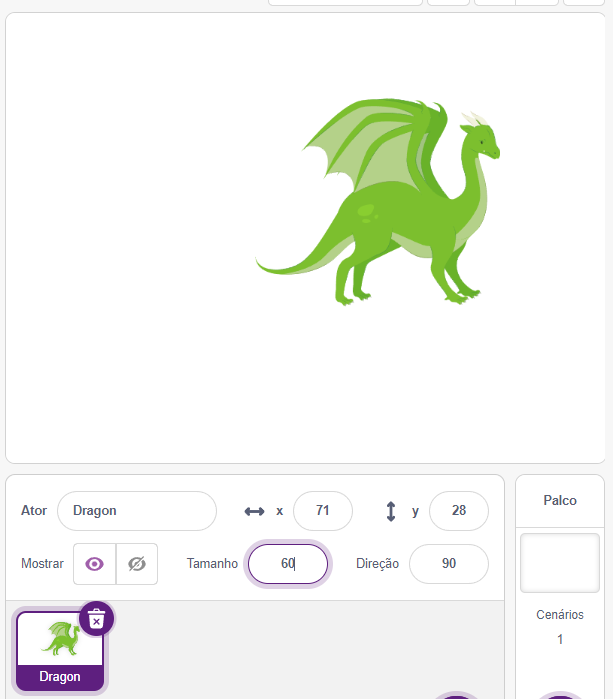 Ator Dragon x 71 y 28
Mostrar Tamanho 60 Direção 90
Dragon
Palco
Cenários
1